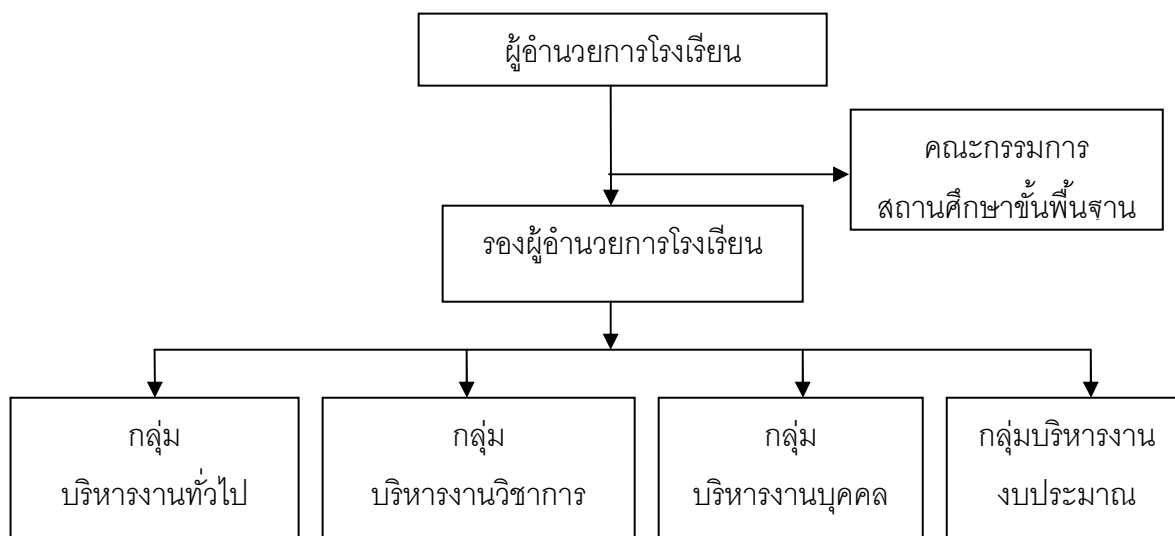 ผู้อำนวยการโรงเรียน
คณะกรรมการ
สถานศึกษาขั้นพื้นฐาน
รองผู้อำนวยการโรงเรียน
กลุ่ม
บริหารงานทั่วไป
กลุ่ม
บริหารงานวิชาการ
กลุ่ม
บริหารงานบุคคล
กลุ่มบริหารงาน
งบประมาณ